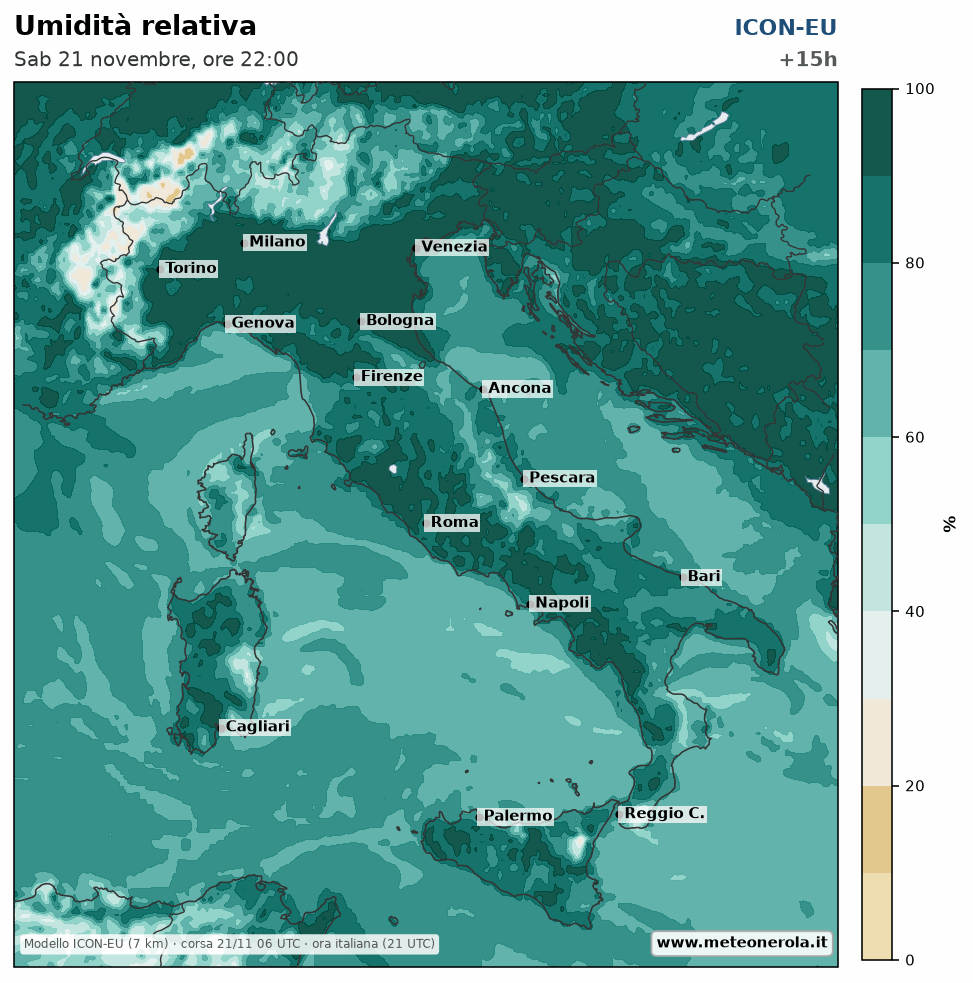 Umidità relativa
ICON-EU
Sab 21 novembre, ore 22:00
+15h
100
80
60
40
20
0
%
Milano
Venezia
Torino
Genova
Bologna
Firenze
Ancona
Pescara
Roma
Bari
Napoli
Cagliari
Palermo
Reggio C.
Modello ICON-EU (7 km) · corsa 21/11 06 UTC · ora italiana (21 UTC)
www.meteonerola.it